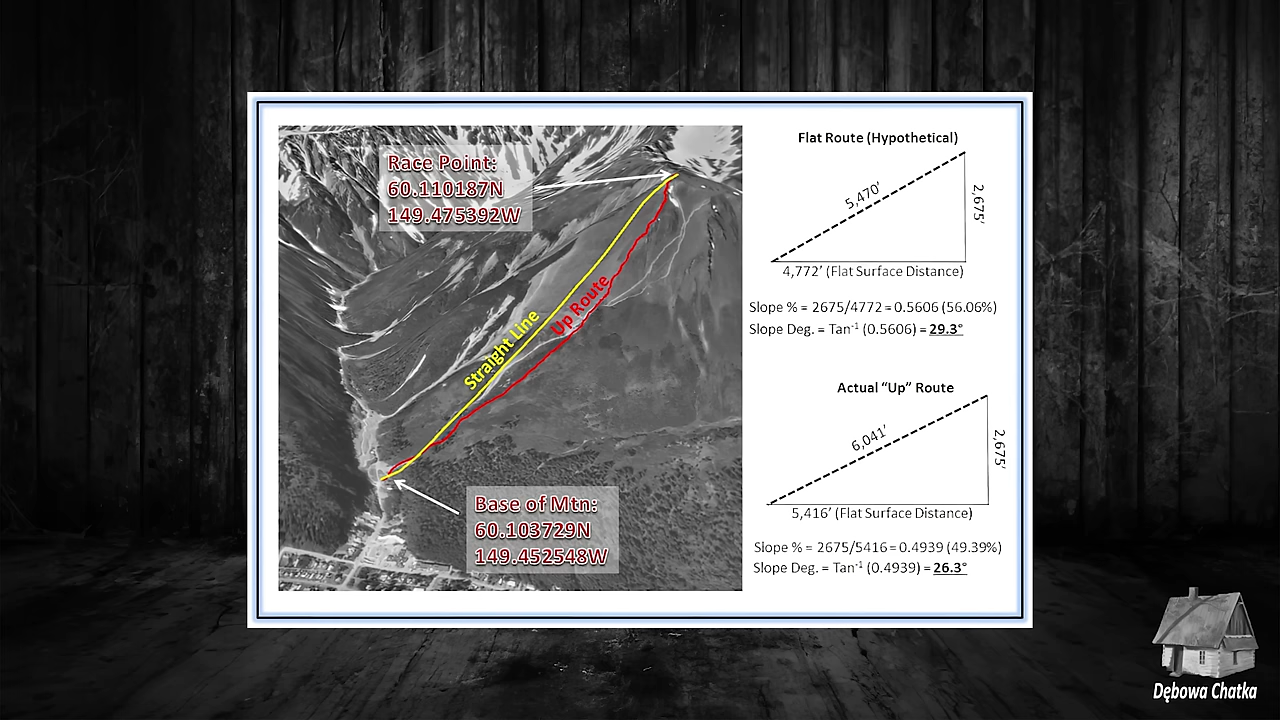 Race Point:
60.110187N
149.475392W
Straight Line
Up Route
Base of Mtn:
60.103729N
149.452548W
Flat Route (Hypothetical)
5,470’
2,675’
4,772’ (Flat Surface Distance)
Slope % = 2675/4772 = 0.5606 (56.06%)
Slope Deg. = Tan⁻¹ (0.5606) = 29.3°
Actual “Up” Route
6,041’
2,675’
5,416’ (Flat Surface Distance)
Slope % = 2675/5416 = 0.4939 (49.39%)
Slope Deg. = Tan⁻¹ (0.4939) = 26.3°
Dębowa Chatka